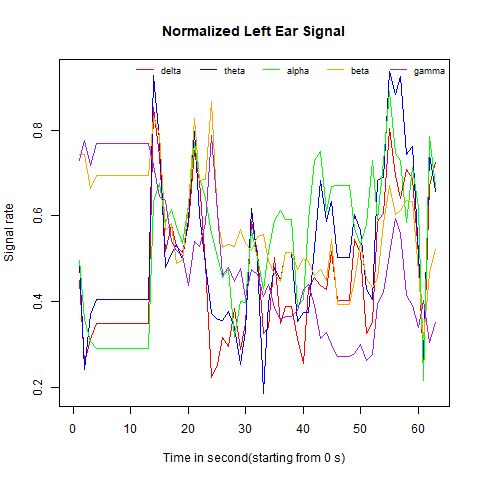 Normalized Left Ear Signal
delta theta alpha beta gamma
Signal rate
0.2 0.4 0.6 0.8
0 10 20 30 40 50 60
Time in second(starting from 0 s)